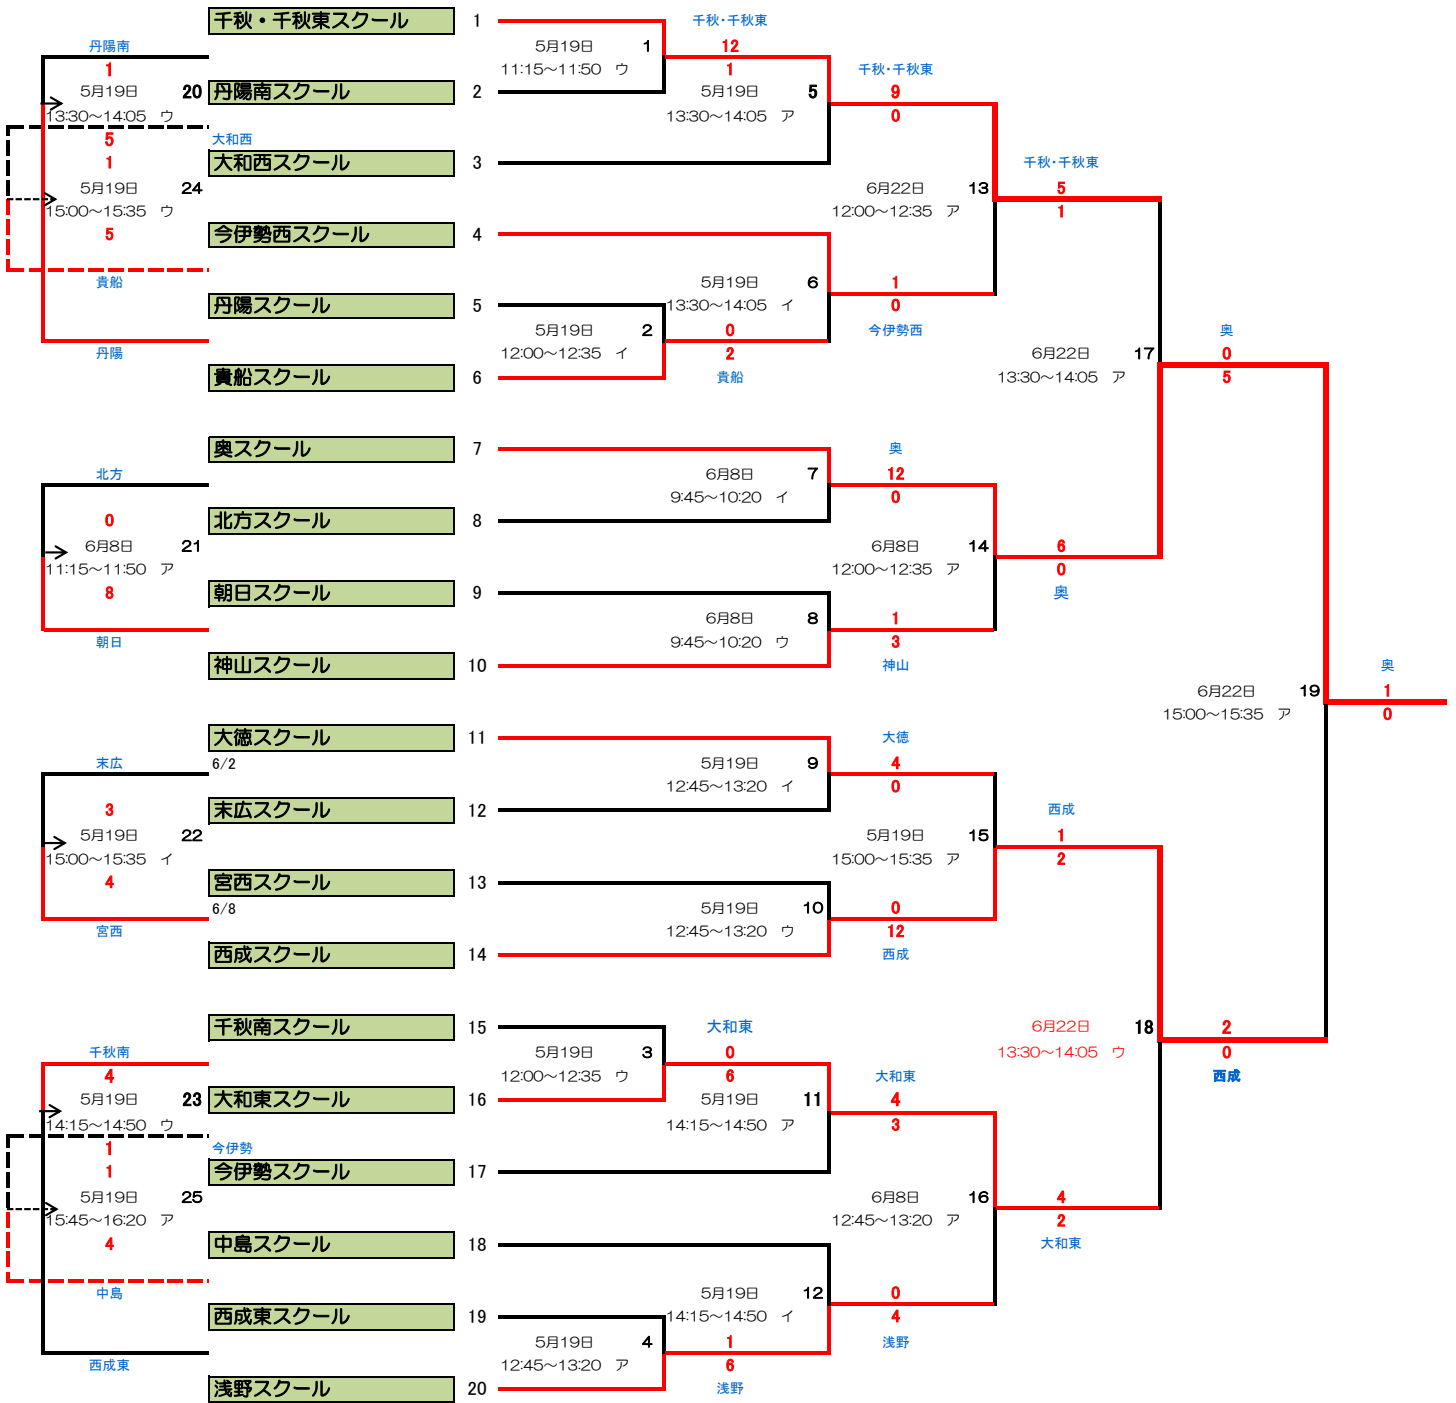 千秋・千秋東スクール 1 千秋・千秋東
丹陽南 5月19日 1 12
1 11:15～11:50 ウ 1 千秋・千秋東
5月19日 20 丹陽南スクール 2 5月19日 5 9
13:30～14:05 ウ 13:30～14:05 ア 0
5 大和西
1 大和西スクール 3 千秋・千秋東
5月19日 24 6月22日 13 5
15:00～15:35 ウ 12:00～12:35 ア 1
5 今伊勢西スクール 4
貴船 5月19日 6 1
丹陽スクール 5 13:30～14:05 イ 0
5月19日 2 0 今伊勢西 奥
丹陽 12:00～12:35 イ 2 6月22日 17 0
貴船スクール 6 貴船 13:30～14:05 ア 5
奥スクール 7 奥
北方 6月8日 7 12
9:45～10:20 イ 0
0 北方スクール 8
6月8日 21 6月8日 14 6
11:15～11:50 ア 12:00～12:35 ア 0
8 朝日スクール 9 奥
6月8日 8 1
朝日 9:45～10:20 ウ 3
神山スクール 10 神山 奥
6月22日 19 1
15:00～15:35 ア 0
大徳スクール 11 大徳
末広 6/2 5月19日 9 4
12:45～13:20 イ 0
3 末広スクール 12 西成
5月19日 22 5月19日 15 1
15:00～15:35 イ 15:00～15:35 ア 2
4 宮西スクール 13
6/8 5月19日 10 0
宮西 12:45～13:20 ウ 12
西成スクール 14 西成
千秋南スクール 15 大和東 6月22日 18 2
千秋南 5月19日 3 0 13:30～14:05 ウ 0
4 12:00～12:35 ウ 6 大和東 西成
5月19日 23 大和東スクール 16 5月19日 11 4
14:15～14:50 ウ 14:15～14:50 ア 3
1 今伊勢
1 今伊勢スクール 17
5月19日 25 6月8日 16 4
15:45～16:20 ア 12:45～13:20 ア 2
4 中島スクール 18 大和東
中島 5月19日 12 0
西成東スクール 19 14:15～14:50 イ 4
5月19日 4 1 浅野
西成東 12:45～13:20 ア 6
浅野スクール 20 浅野